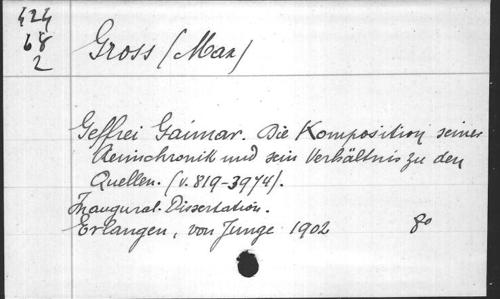 424
68
2
Gross (Max)
Geffrei Gaimar. Die Komposition seiner
Reimchronik und sein Verhältnis zu den
Quellen. (v. 819-3974).
Inaugural-Dissertation.
Erlangen, von Junge 1902 8o